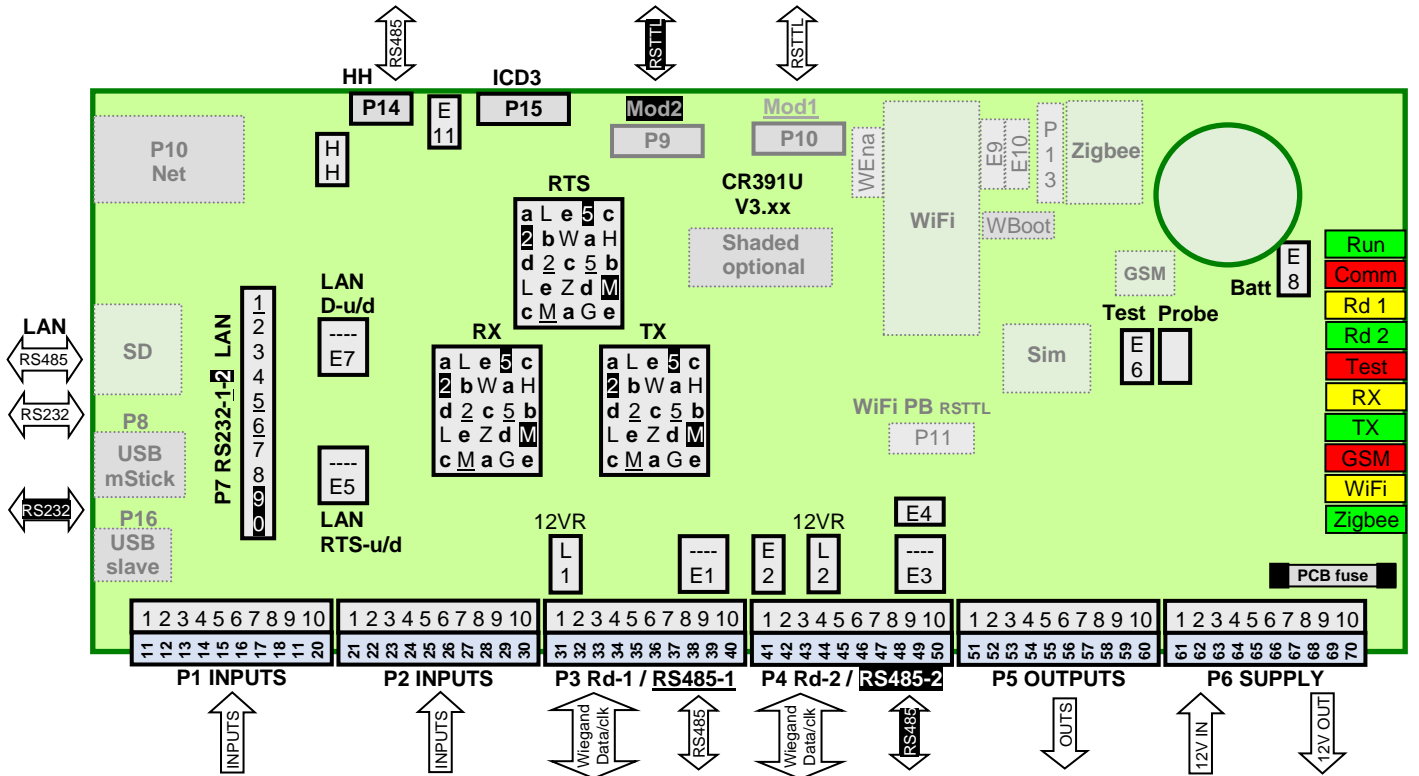 RS485
RSTTL
RSTTL
HH
ICD3
P14
E
11
P15
Mod2
P9
Mod1
P10
P10
Net
H
H
WEna
WiFi
E9
E10
P
1
3
Zigbee
WBoot
RTS
a L e 5 c
2 b W a H
d 2 c 5 b
L e Z d M
c M a G e
CR391U
V3.xx
Shaded
optional
GSM
Batt
E
8
Run
Comm
Rd 1
Rd 2
Test
RX
TX
GSM
WiFi
Zigbee
LAN
RS485
RS232
RS232
SD
P8
USB
mStick
P16
USB
slave
P7 RS232-1-2 LAN
1
2
3
4
5
6
7
8
9
0
LAN
D-u/d
----
E7
----
E5
LAN
RTS-u/d
RX
a L e 5 c
2 b W a H
d 2 c 5 b
L e Z d M
c M a G e
TX
a L e 5 c
2 b W a H
d 2 c 5 b
L e Z d M
c M a G e
Sim
Test Probe
E
6
WiFi PB RSTTL
P11
12VR
L
1
----
E1
12VR
E
2
L
2
E4
----
E3
PCB fuse
1 2 3 4 5 6 7 8 9 10
1 2 3 4 5 6 7 8 9 10
1 2 3 4 5 6 7 8 9 10
1 2 3 4 5 6 7 8 9 10
1 2 3 4 5 6 7 8 9 10
1 2 3 4 5 6 7 8 9 10
11 12 13 14 15 16 17 18 11 20
21 22 23 24 25 26 27 28 29 30
31 32 33 34 35 36 37 38 39 40
41 42 43 44 45 46 47 48 49 50
51 52 53 54 55 56 57 58 59 60
61 62 63 64 65 66 67 68 69 70
P1 INPUTS
P2 INPUTS
P3 Rd-1 / RS485-1
P4 Rd-2 / RS485-2
P5 OUTPUTS
P6 SUPPLY
INPUTS
INPUTS
Wiegand
Data/clk
RS485
Wiegand
Data/clk
RS485
OUTS
12V IN
12V OUT